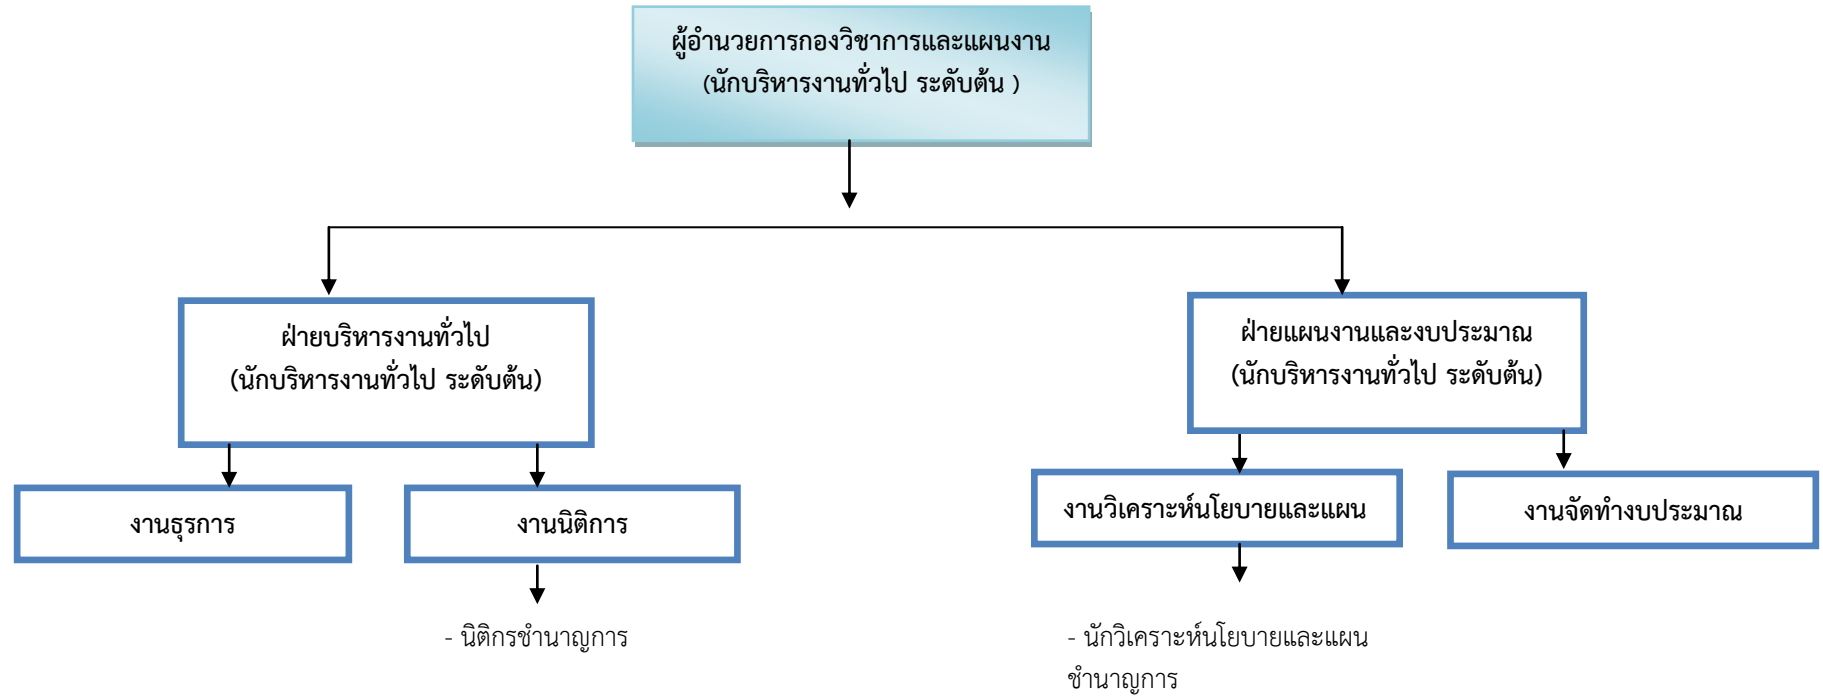 ผู้อำนวยการกองวิชาการและแผนงาน
(นักบริหารงานทั่วไป ระดับต้น )
ฝ่ายบริหารงานทั่วไป
(นักบริหารงานทั่วไป ระดับต้น)
ฝ่ายแผนงานและงบประมาณ
(นักบริหารงานทั่วไป ระดับต้น)
งานธุรการ
งานนิติการ
งานวิเคราะห์นโยบายและแผน
งานจัดทำงบประมาณ
- นิติกรชำนาญการ
- นักวิเคราะห์นโยบายและแผน
ชำนาญการ